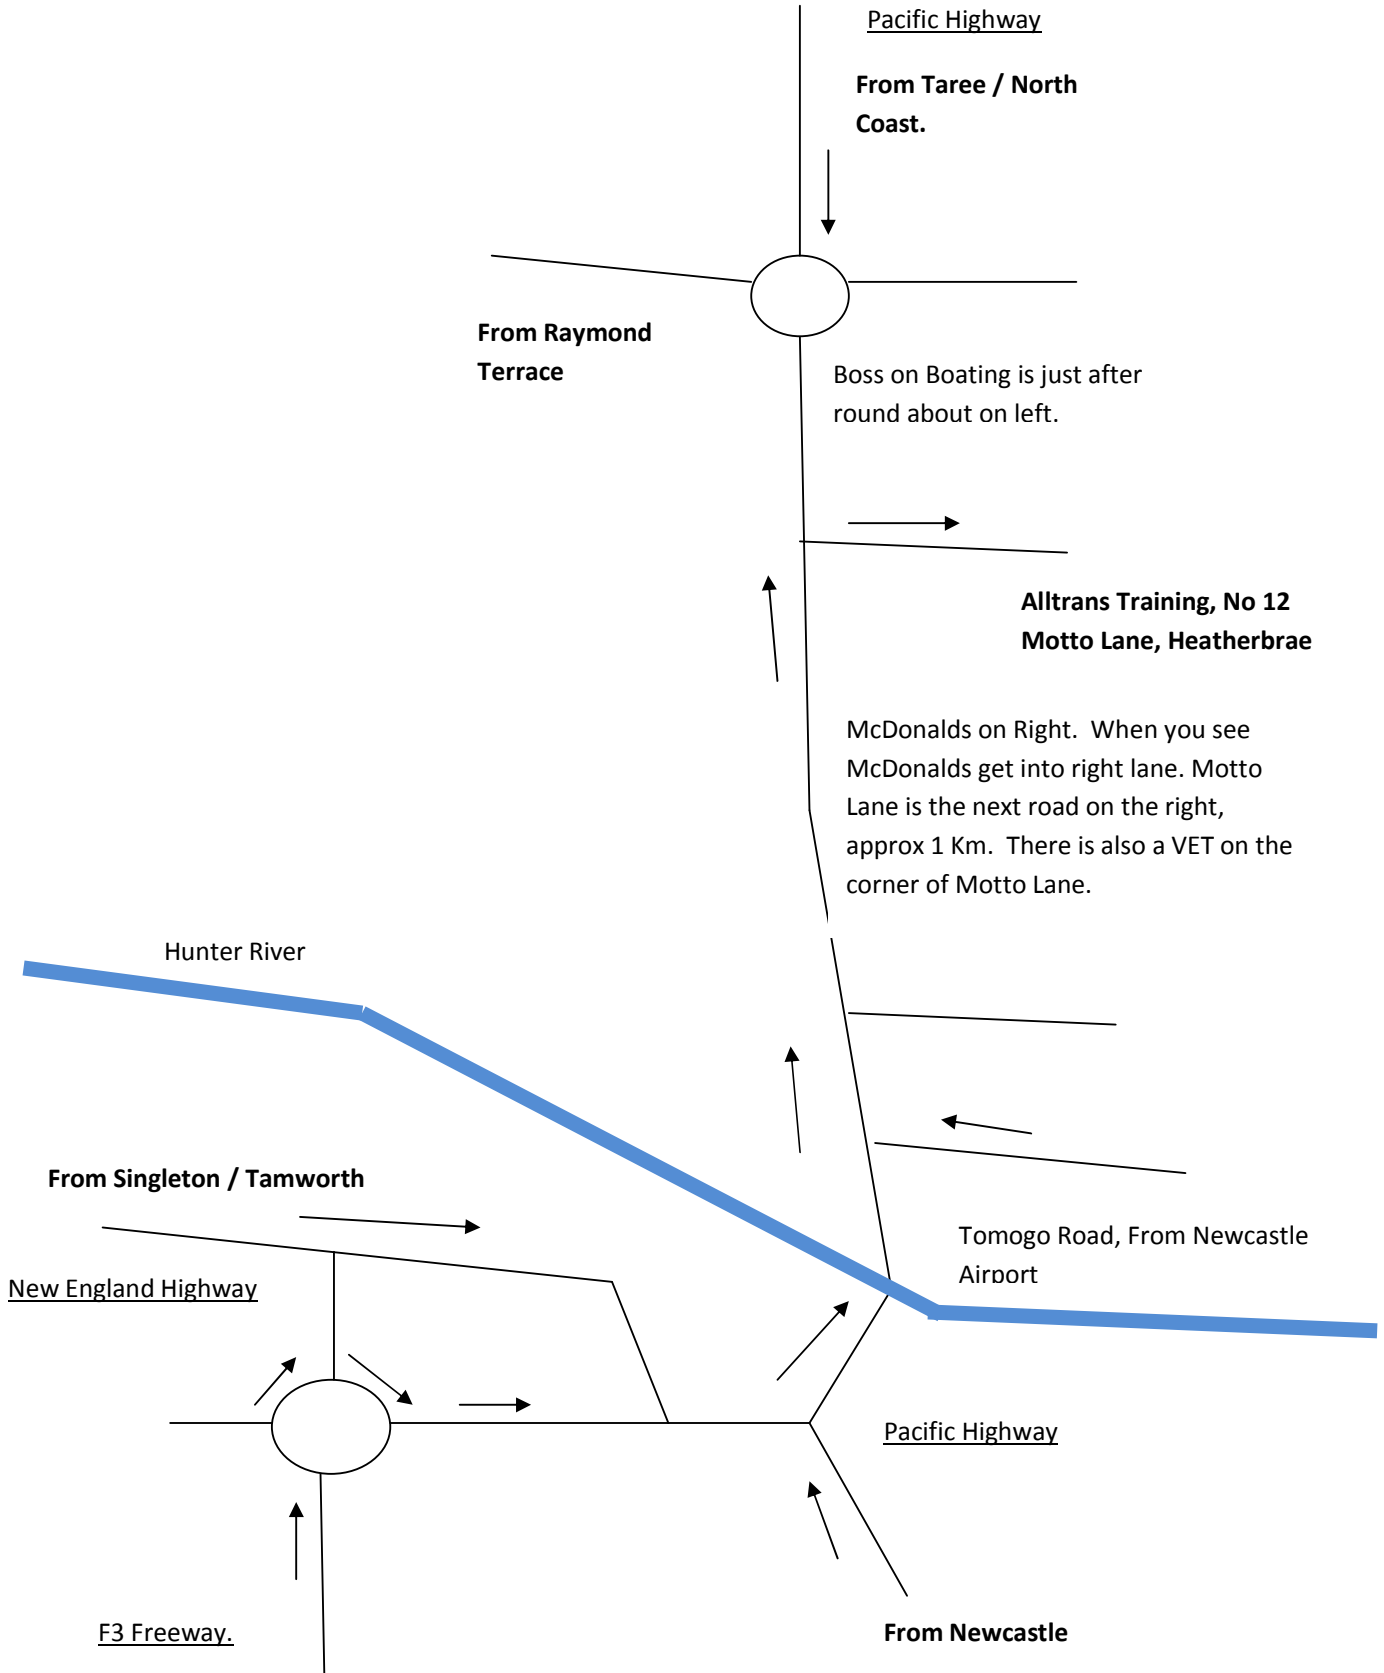 Pacific Highway
From Taree / North
Coast.
From Raymond
Terrace
Boss on Boating is just after
round about on left.
Alltrans Training, No 12
Motto Lane, Heatherbrae
McDonalds on Right.  When you see
McDonalds get into right lane. Motto
Lane is the next road on the right,
approx 1 Km.  There is also a VET on the
corner of Motto Lane.
Hunter River
From Singleton / Tamworth
Tomogo Road, From Newcastle
Airport
New England Highway
Pacific Highway
F3 Freeway.
From Newcastle